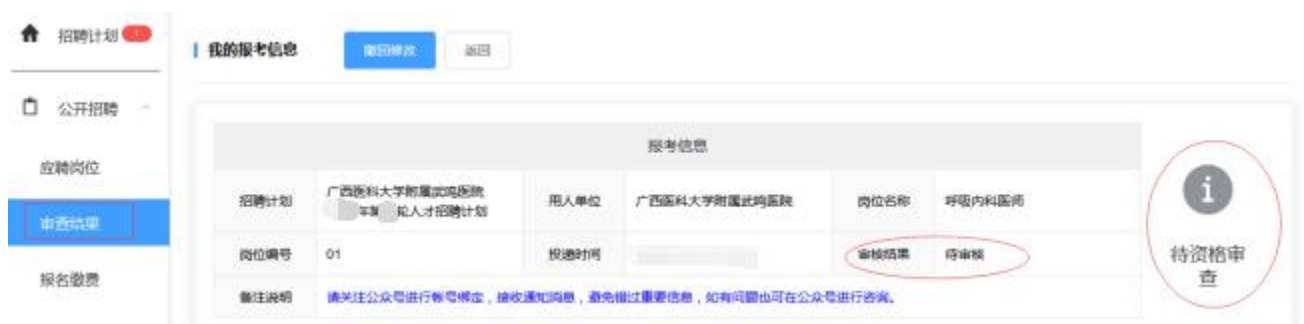 招聘计划
我的报考信息
撤回修改
返回
公开招聘
报考信息
应聘岗位
招聘计划
广西医科大学附属武鸣医院
年第 轮人才招聘计划
用人单位
广西医科大学附属武鸣医院
岗位名称
呼吸内科医师
审查结果
岗位编号
01
投递时间
审核结果
待审核
待资格审
查
报名缴费
备注说明
请关注公众号进行帐号绑定，接收通知消息，避免错过重要信息，如有问题也可在公众号进行咨询。